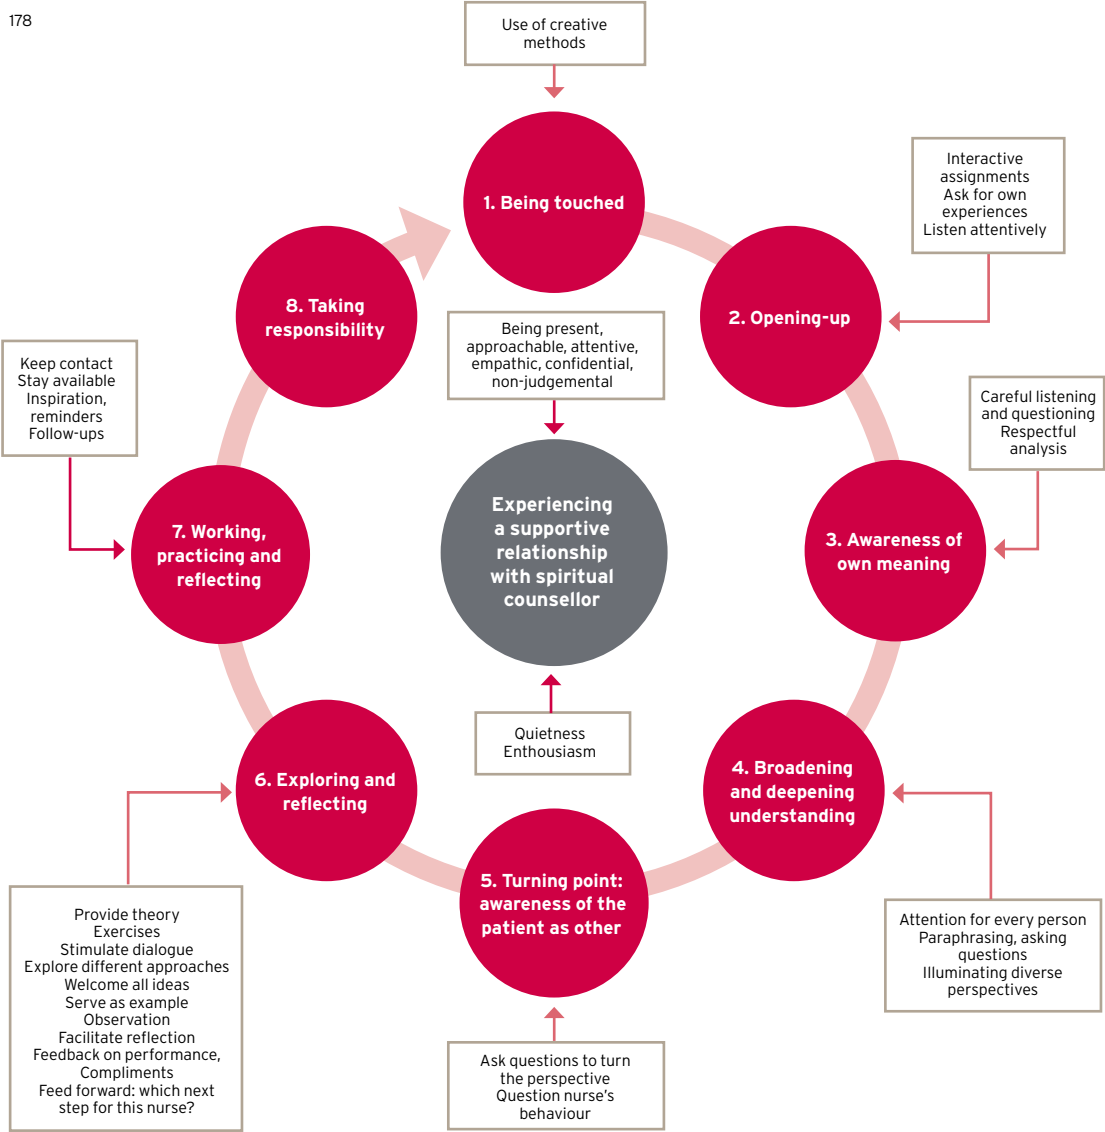 178
Use of creative
methods
1. Being touched
Interactive
assignments
Ask for own
experiences
Listen attentively
2. Opening-up
8. Taking
responsibility
Being present,
approachable, attentive,
empathic, confidential,
non-judgemental
Keep contact
Stay available
Inspiration,
reminders
Follow-ups
Careful listening
and questioning
Respectful
analysis
Experiencing
a supportive
relationship
with spiritual
counsellor
7. Working,
practicing and
reflecting
3. Awareness of
own meaning
Quietness
Enthousiasm
6. Exploring and
reflecting
4. Broadening
and deepening
understanding
5. Turning point:
awareness of the
patient as other
Provide theory
Exercises
Stimulate dialogue
Explore different approaches
Welcome all ideas
Serve as example
Observation
Facilitate reflection
Feedback on performance,
Compliments
Feed forward: which next
step for this nurse?
Attention for every person
Paraphrasing, asking
questions
Illuminating diverse
perspectives
Ask questions to turn
the perspective
Question nurse's
behaviour